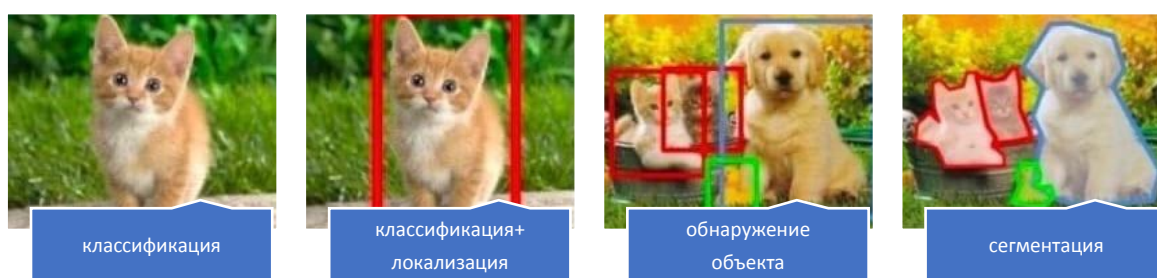 классификация
классификация+
локализация
обнаружение
объекта
сегментация